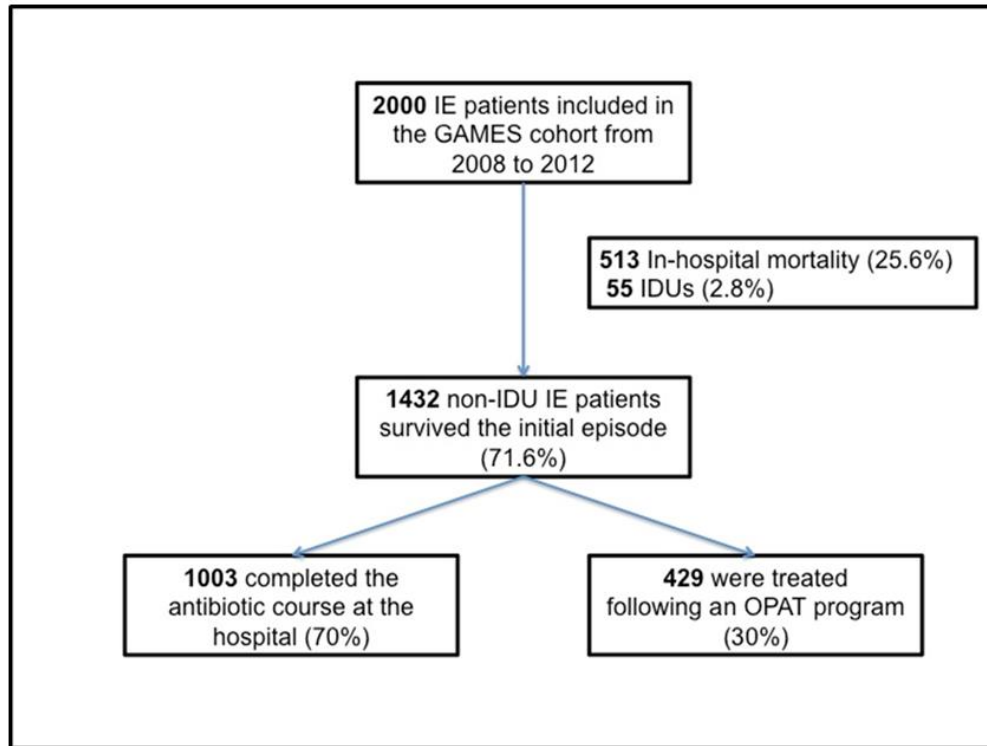 2000 IE patients included in
the GAMES cohort from
2008 to 2012
513 In-hospital mortality (25.6%)
55 IDUs (2.8%)
1432 non-IDU IE patients
survived the initial episode
(71.6%)
1003 completed the
antibiotic course at the
hospital (70%)
429 were treated
following an OPAT program
(30%)